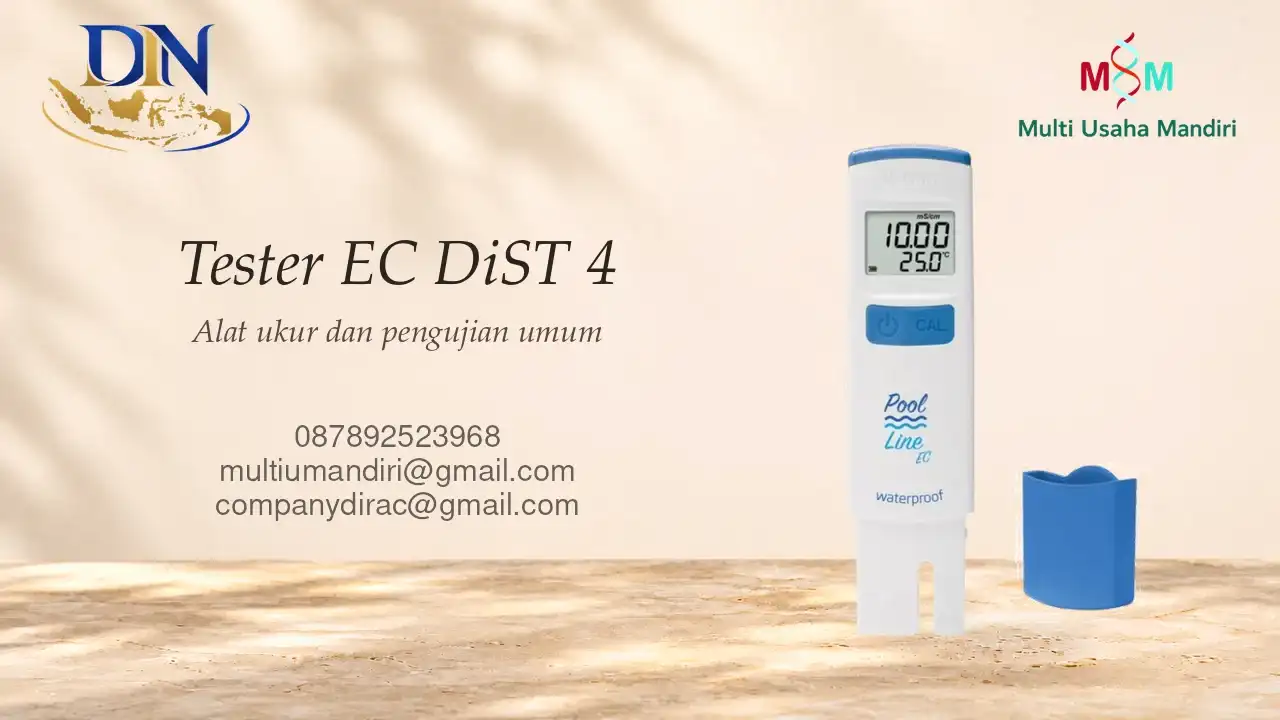 DIN
MSM
Multi Usaha Mandiri
Tester EC DiST 4
Alat ukur dan pengujian umum
087892523968
multiumandiri@gmail.com
companydirac@gmail.com
mS/cm
10.00
25.0°C
CAL
Pool
Line
EC
waterproof